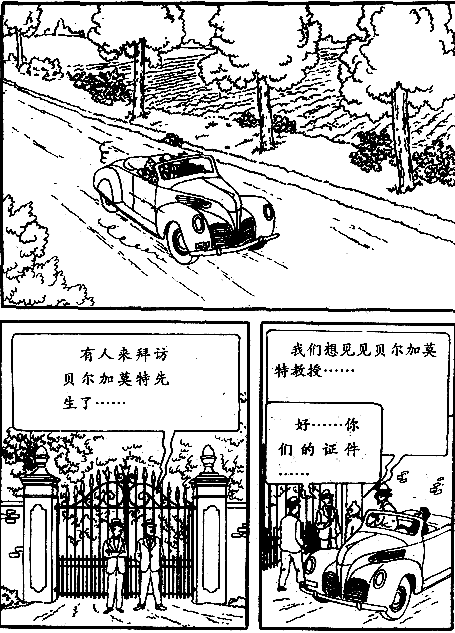 有人来拜访
贝尔加莫特先
生了……
我们想见见贝尔加莫
特教授……
好……你
们的证件
……